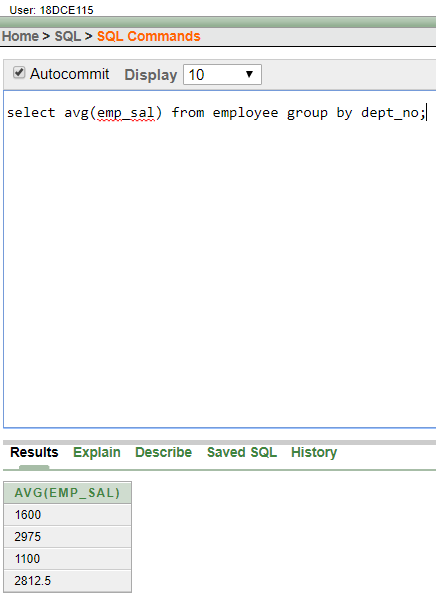 User: 18DCE115
Home > SQL > SQL Commands
Autocommit Display 10
select avg(emp_sal) from employee group by dept_no;
Results Explain Describe Saved SQL History
AVG(EMP_SAL)
1600
2975
1100
2812.5